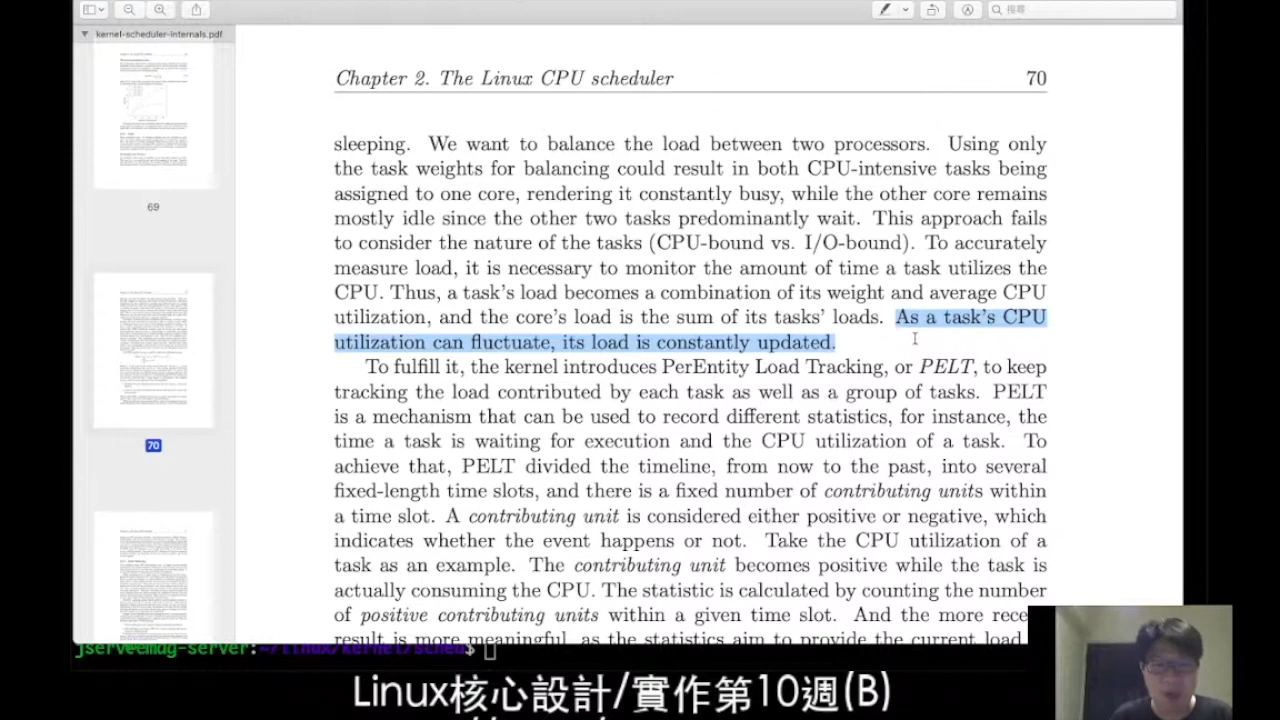 搜尋
kernel-scheduler-internals.pdf
69
70
Chapter 2. The Linux CPU scheduler 70
sleeping. We want to balance the load between two processors. Using only
the task weights for balancing could result in both CPU-intensive tasks being
assigned to one core, rendering it constantly busy, while the other core remains
mostly idle since the other two tasks predominantly wait. This approach fails
to consider the nature of the tasks (CPU-bound vs. I/O-bound). To accurately
measure load, it is necessary to monitor the amount of time a task utilizes the
CPU. Thus, a task's load becomes a combination of its weight and average CPU
utilization, and the core's load is the sum of its tasks' loads. As a task's CPU
utilization can fluctuate, its load is constantly updated.
To do it, the kernel introduces PerEntity Load Tracking, or PELT, to keep
tracking the load contributed by each task as well as a group of tasks. PELT
is a mechanism that can be used to record different statistics, for instance, the
time a task is waiting for execution and the CPU utilization of a task. To
achieve that, PELT divided the timeline, from now to the past, into several
fixed-length time slots, and there is a fixed number of contributing units within
a time slot. A contributing unit is considered either positive or negative, which
indicates whether the event happens or not. Take the CPU utilization of a
task as an example. The contributing unit becomes positive while the task is
actually consuming the CPU. The statistic is calculated by counting the number
of positive contributing units in a given time slot. Since the more
jserv@emag-server:~/linux/kernel/sched$
Linux核心設計/實作第10週(B)